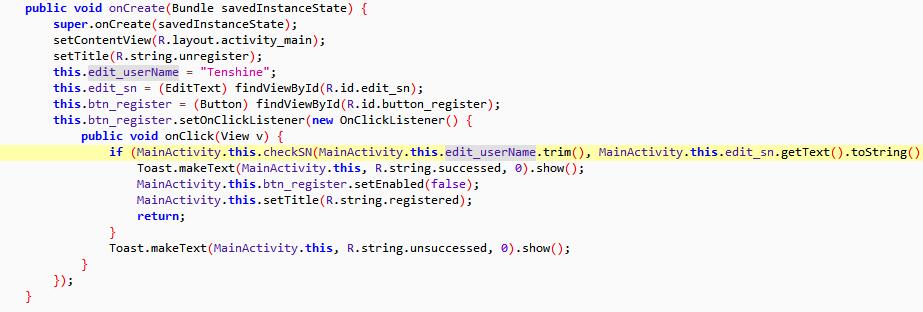 public void onCreate(Bundle savedInstanceState) {
super.onCreate(savedInstanceState);
setContentView(R.layout.activity_main);
setTitle(R.string.unregister);
this.edit_userName = "Tenshine";
this.edit_sn = (EditText) findViewById(R.id.edit_sn);
this.btn_register = (Button) findViewById(R.id.button_register);
this.btn_register.setOnClickListener(new OnClickListener() {
public void onClick(View v) {
if (MainActivity.this.checkSN(MainActivity.this.edit_userName.trim(), MainActivity.this.edit_sn.getText().toString()
Toast.makeText(MainActivity.this, R.string.successed, 0).show();
MainActivity.this.btn_register.setEnabled(false);
MainActivity.this.setTitle(R.string.registered);
return;
}
Toast.makeText(MainActivity.this, R.string.unsuccessed, 0).show();
}
});
}